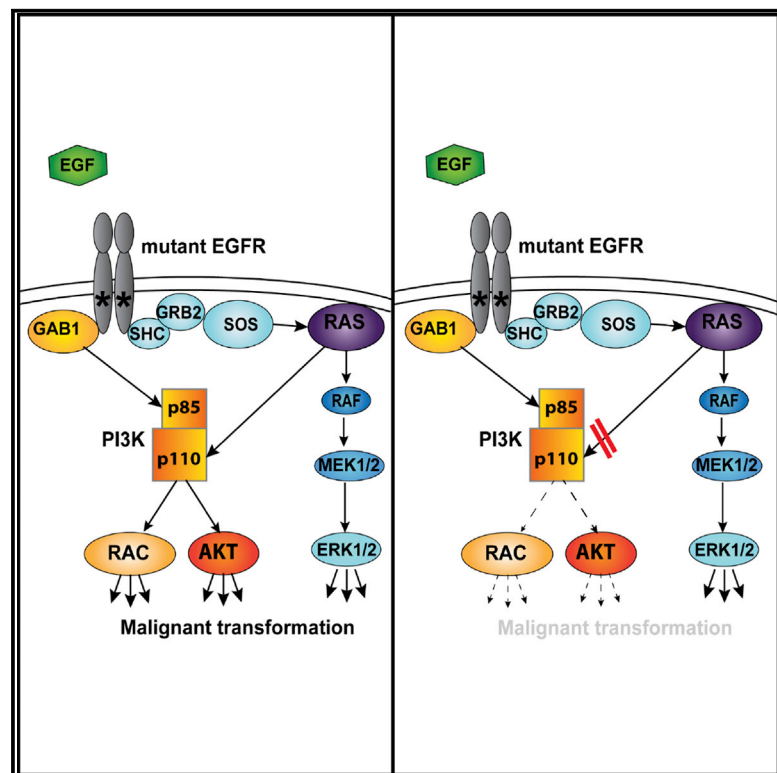 EGF
mutant EGFR
* *
GAB1
SHC
GRB2
SOS
RAS
p85
PI3K
p110
RAF
MEK1/2
RAC
AKT
ERK1/2
Malignant transformation
EGF
mutant EGFR
* *
GAB1
SHC
GRB2
SOS
RAS
p85
PI3K
p110
RAF
MEK1/2
RAC
AKT
ERK1/2
Malignant transformation